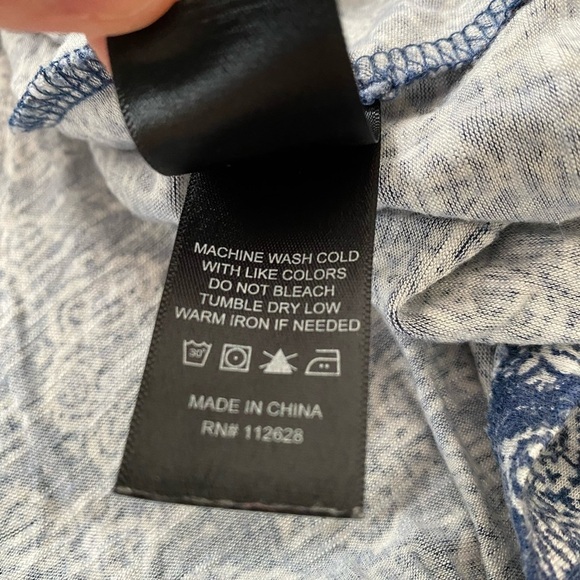 MACHINE WASH COLD
WITH LIKE COLORS
DO NOT BLEACH
TUMBLE DRY LOW
WARM IRON IF NEEDED
30°
MADE IN CHINA
RN# 112628